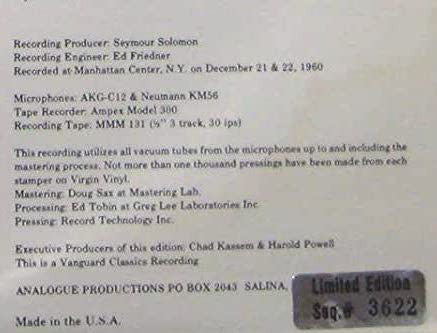 Recording Producer: Seymour Solomon
Recording Engineer: Ed Friedner
Recorded at Manhattan Center, N.Y. on December 21 & 22, 1960
Microphones: AKG-C12 & Neumann KM56
Tape Recorder: Ampex Model 300
Recording Tape: MMM 131 (½" 3 track, 30 ips)
This recording utilizes all vacuum tubes from the microphones up to and including the
mastering process. Not more than one thousand pressings have been made from each
stamper on Virgin Vinyl.
Mastering: Doug Sax at Mastering Lab.
Processing: Ed Tobin at Greg Lee Laboratories Inc.
Pressing: Record Technology Inc.
Executive Producers of this edition: Chad Kassem & Harold Powell
This is a Vanguard Classics Recording
ANALOGUE PRODUCTIONS PO BOX 2043 SALINA,
Limited Edition
Seq.# 3622
Made in the U.S.A.